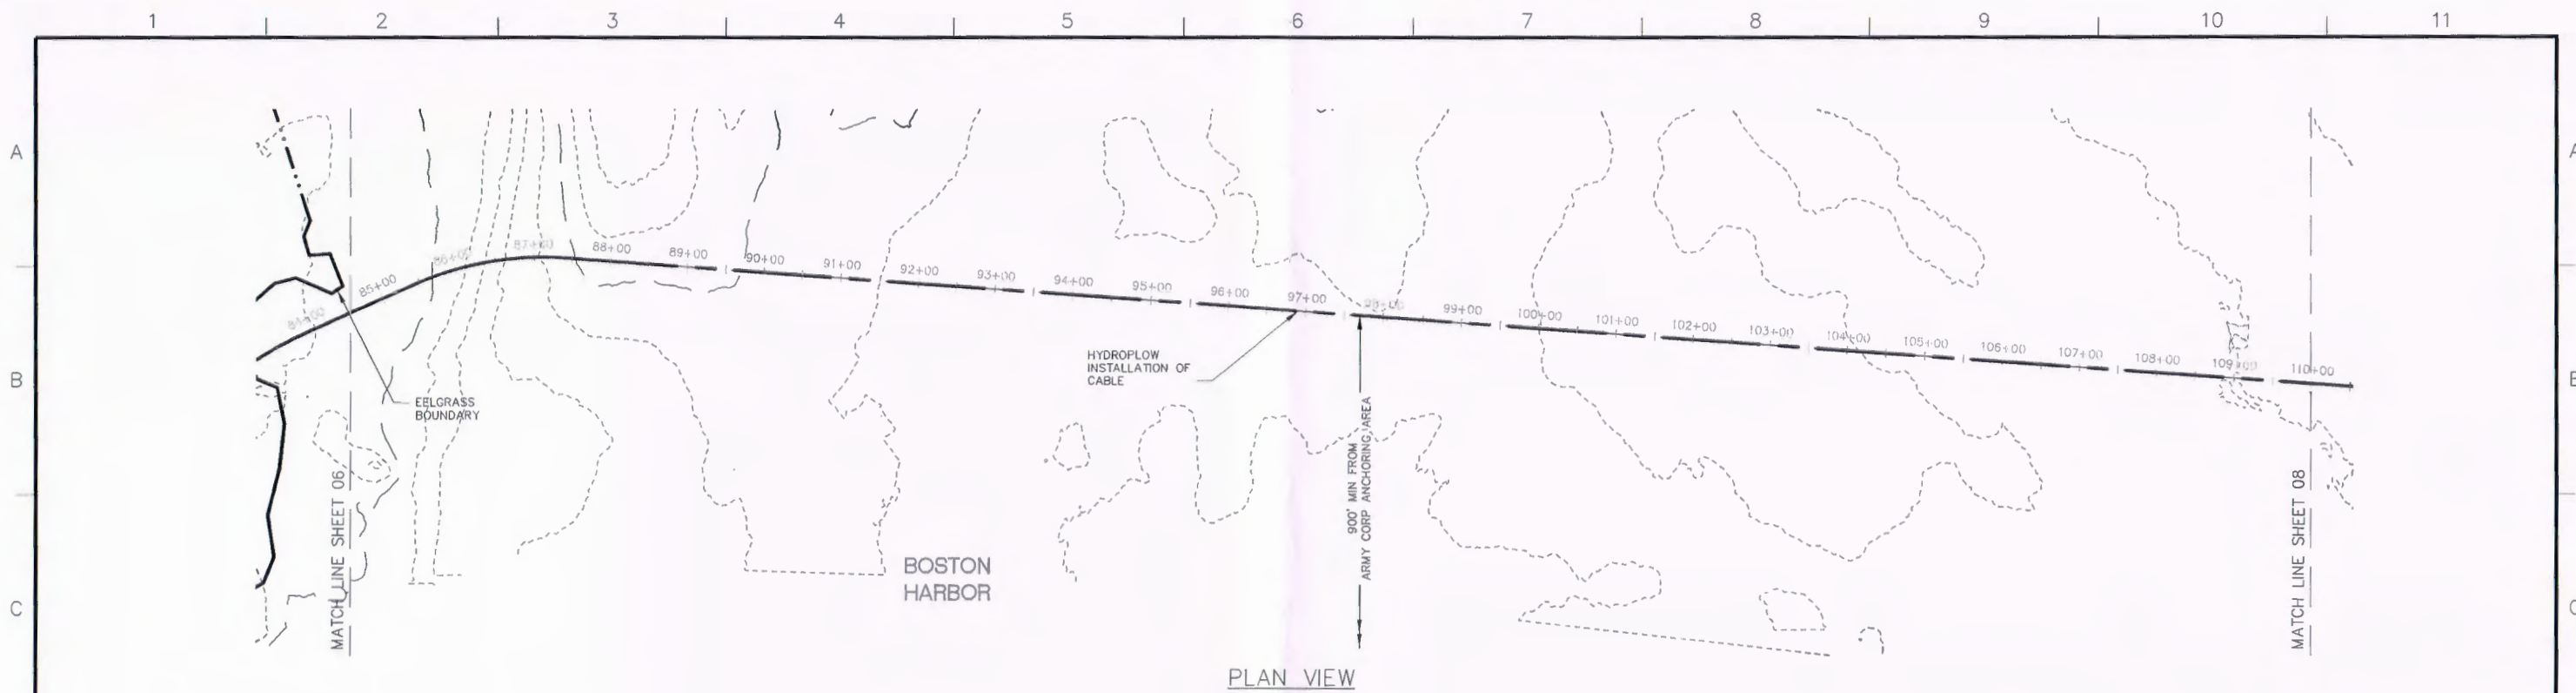 1 2 3 4 5 6 7 8 9 10 11
A A
84+00 85+00 86+00 87+00 88+00 89+00 90+00 91+00 92+00 93+00 94+00 95+00 96+00 97+00 98+00 99+00 100+00 101+00 102+00 103+00 104+00 105+00 106+00 107+00 108+00 109+00 110+00
HYDROPLOW
INSTALLATION OF
CABLE
B B
EELGRASS
BOUNDARY
MATCH LINE SHEET 06
900' MIN FROM
ARMY CORP ANCHORING AREA
MATCH LINE SHEET 08
BOSTON
HARBOR
C C
PLAN VIEW